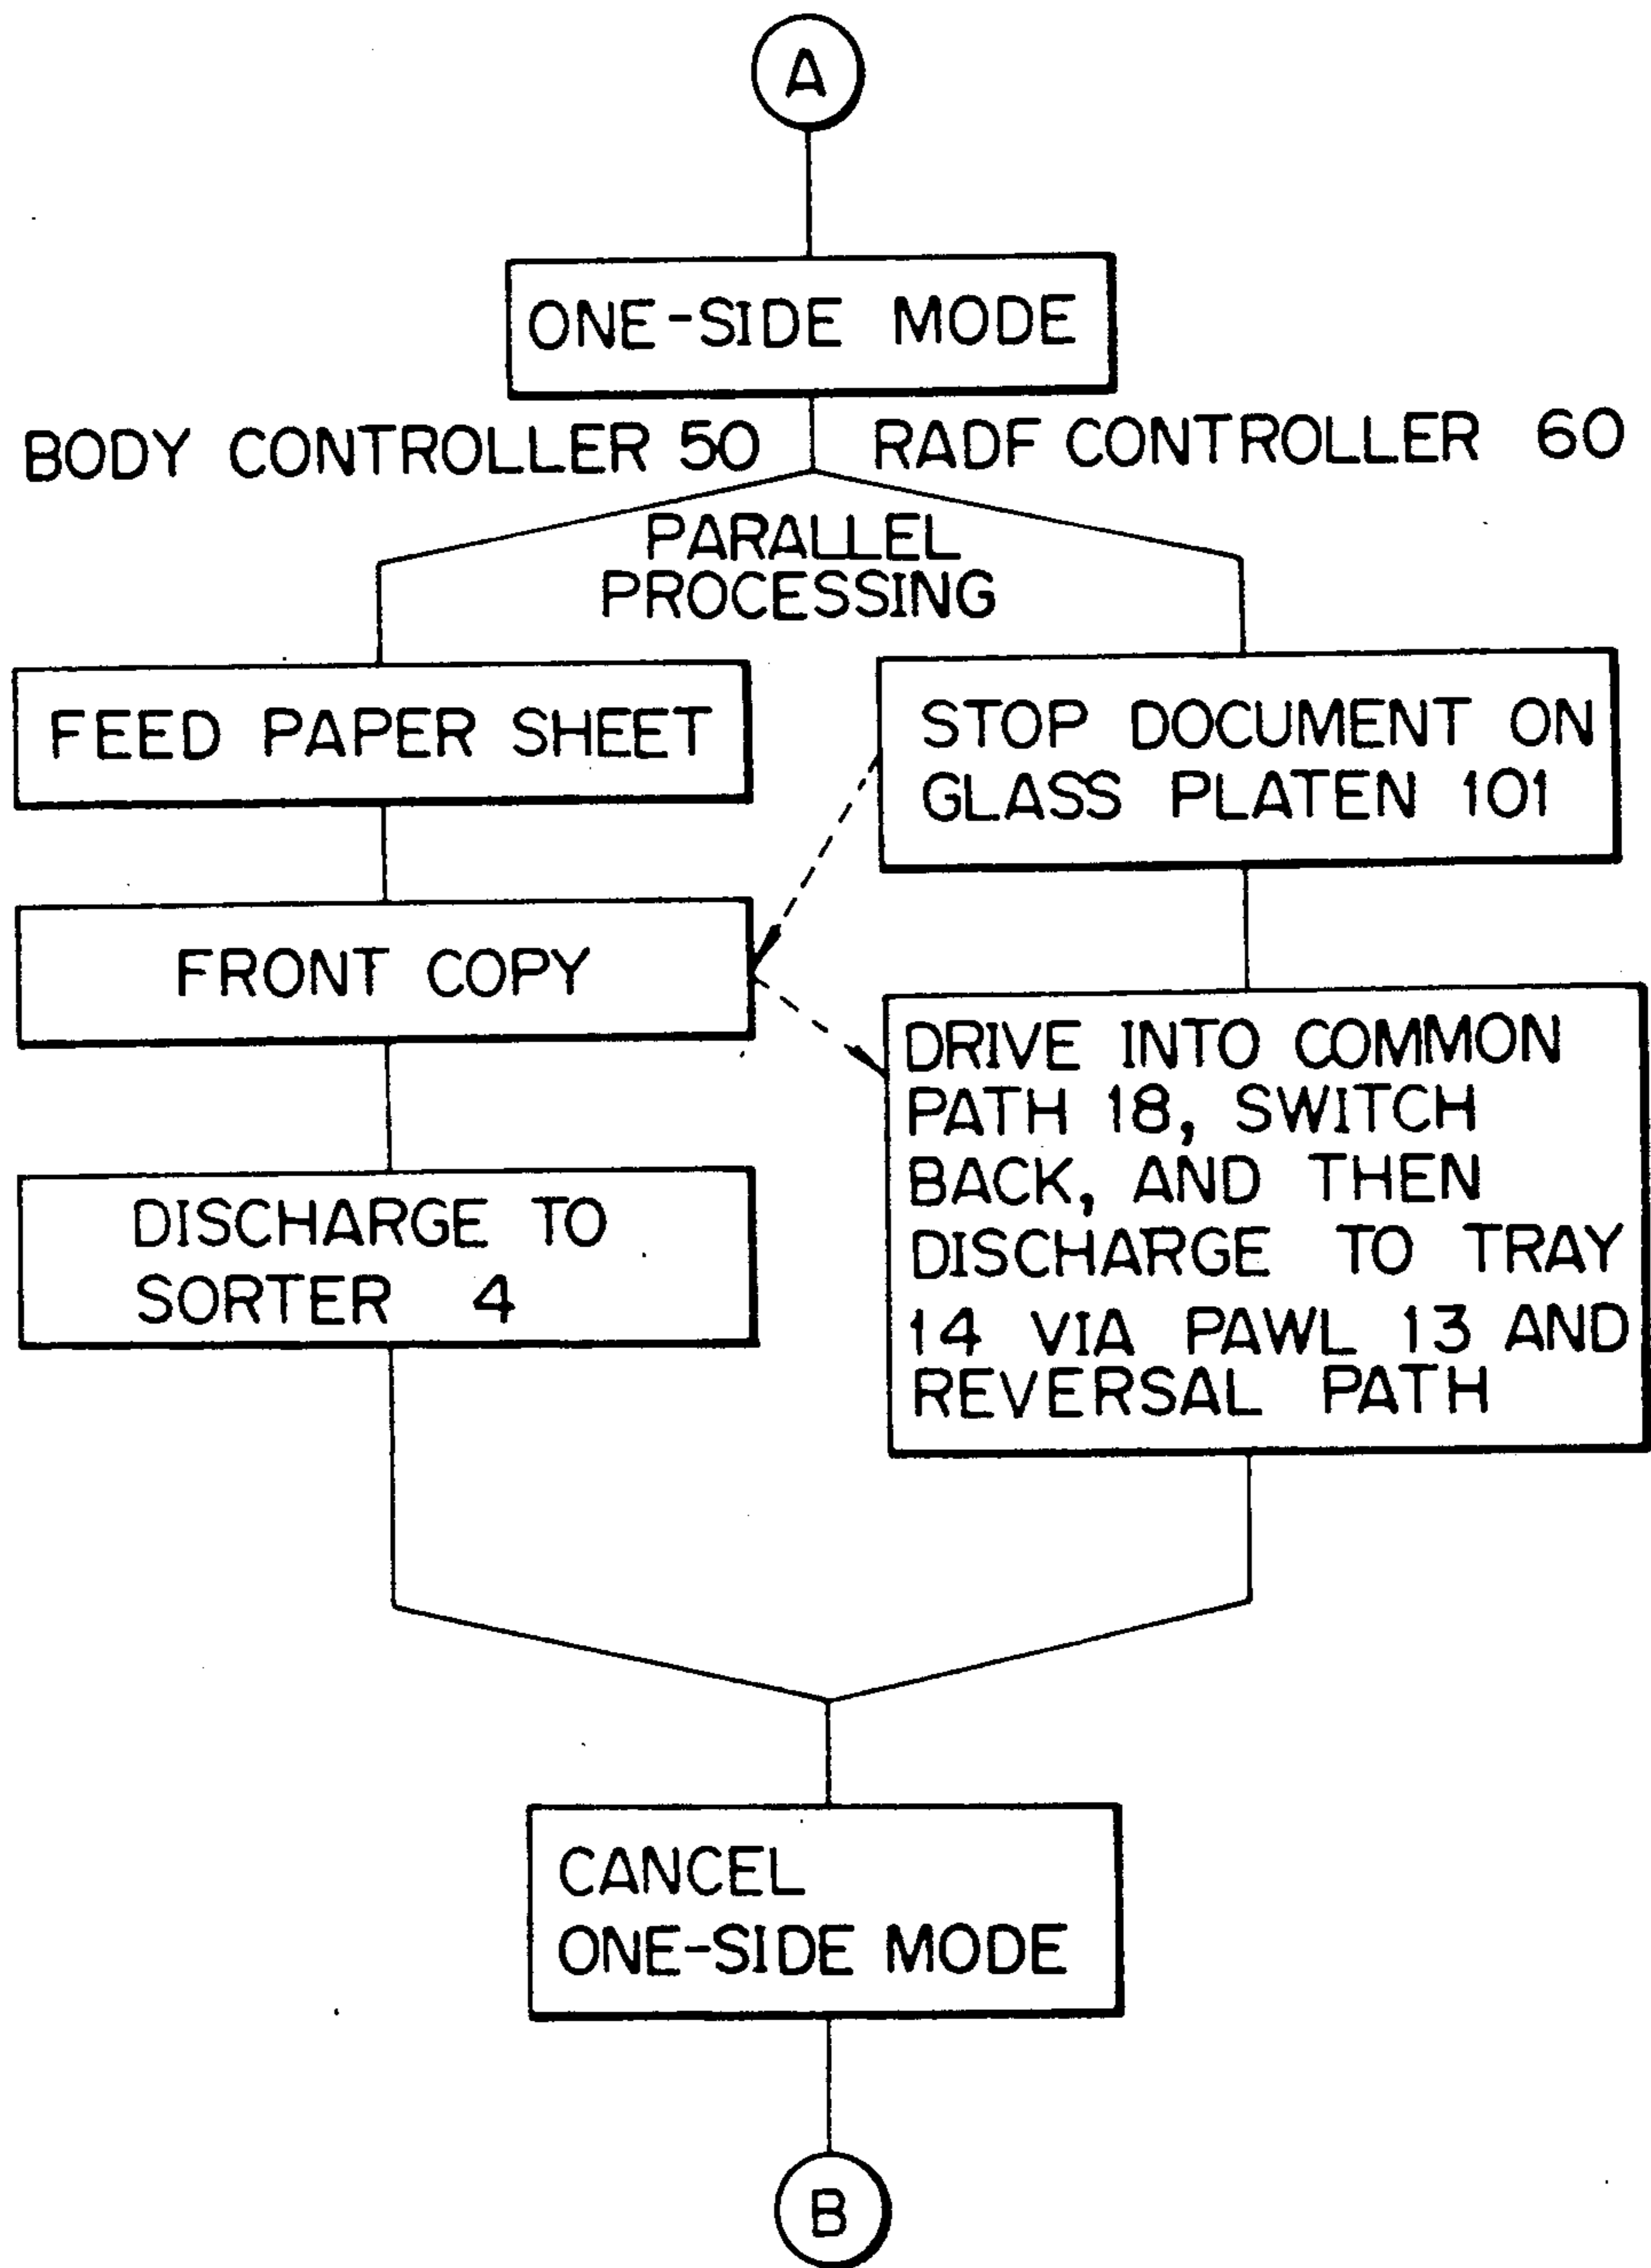 A
ONE-SIDE MODE
BODY CONTROLLER 50
RADF CONTROLLER 60
PARALLEL
PROCESSING
FEED PAPER SHEET
STOP DOCUMENT ON
GLASS PLATEN 101
FRONT COPY
DRIVE INTO COMMON
PATH 18, SWITCH
BACK, AND THEN
DISCHARGE TO TRAY
14 VIA PAWL 13 AND
REVERSAL PATH
DISCHARGE TO
SORTER 4
CANCEL
ONE-SIDE MODE
B